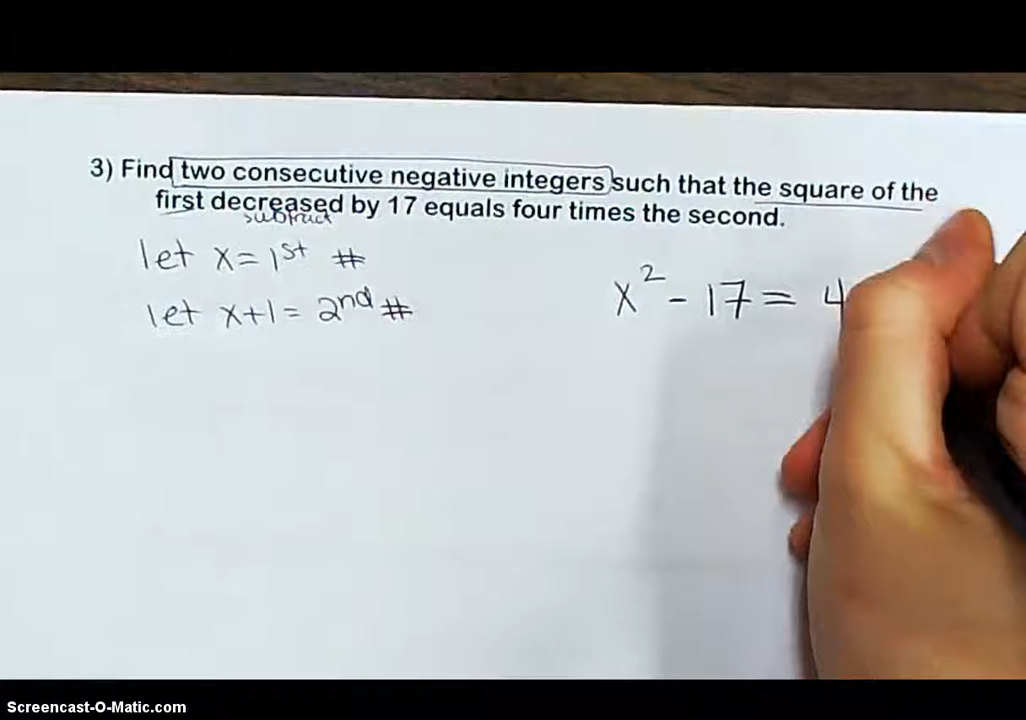 3) Find two consecutive negative integers such that the square of the
first decreased by 17 equals four times the second.
subtract
let x = 1st #
let x+1 = 2nd #
x² - 17 = 4
Screencast-O-Matic.com